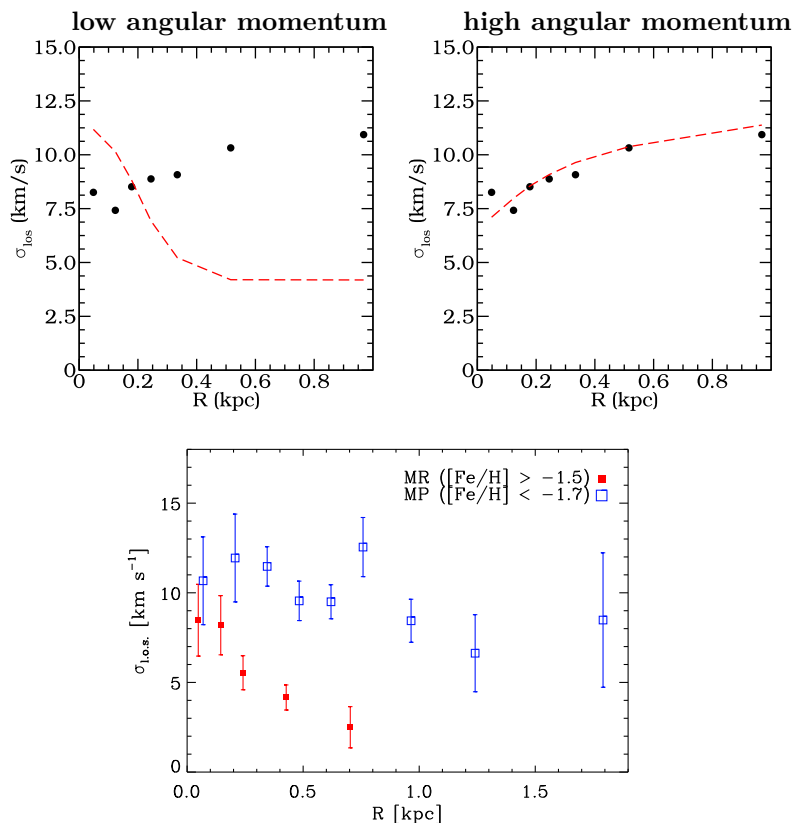 low angular momentum
high angular momentum
15.0
12.5
10.0
7.5
5.0
2.5
0
σlos (km/s)
0 0.2 0.4 0.6 0.8
R (kpc)
15.0
12.5
10.0
7.5
5.0
2.5
0
σlos (km/s)
0 0.2 0.4 0.6 0.8
R (kpc)
MR ([Fe/H] > −1.5)
MP ([Fe/H] < −1.7)
15
10
5
0
σl.o.s. [km s⁻¹]
0.0 0.5 1.0 1.5
R [kpc]